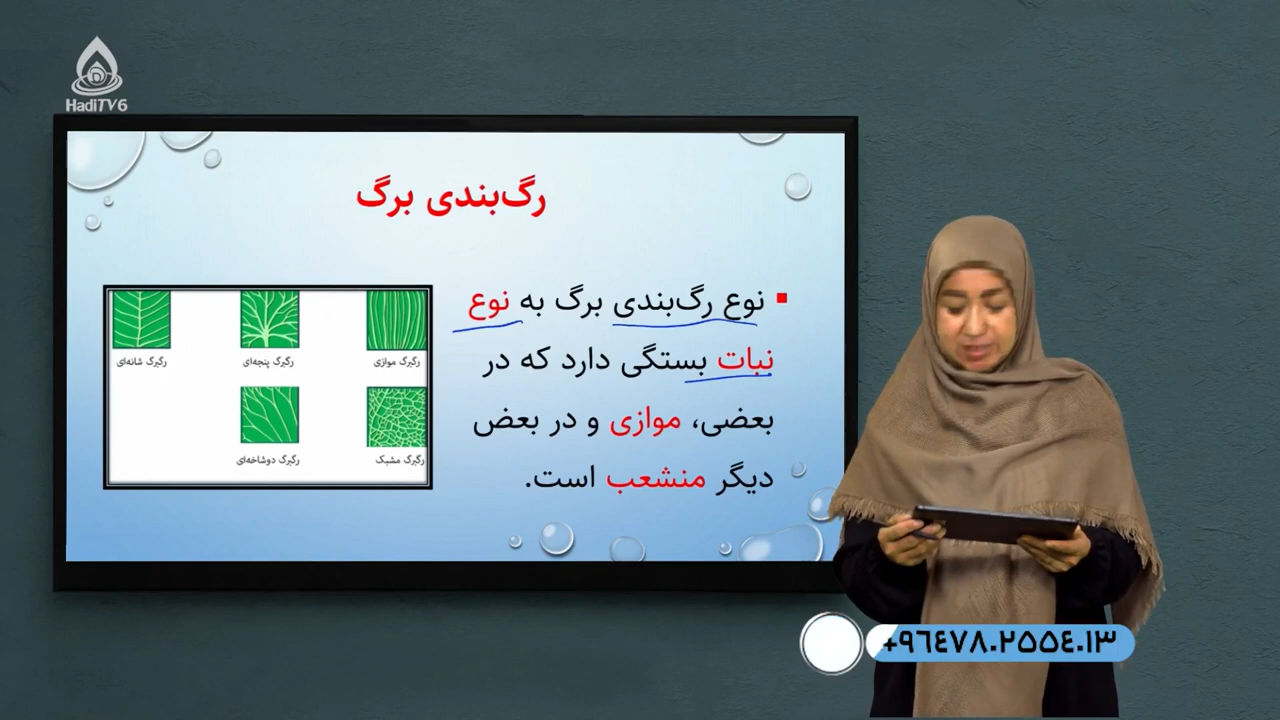 HadiTV6
رگ‌بندی برگ
نوع رگ‌بندی برگ به نوع
نبات بستگی دارد که در
بعضی، موازی و در بعض
دیگر منشعب است.
رگبرگ موازی
رگبرگ پنجه‌ای
رگبرگ شانه‌ای
رگبرگ مشبک
رگبرگ دوشاخه‌ای
+٩٦٤٧٨٠٢٥٥٤٠١٣